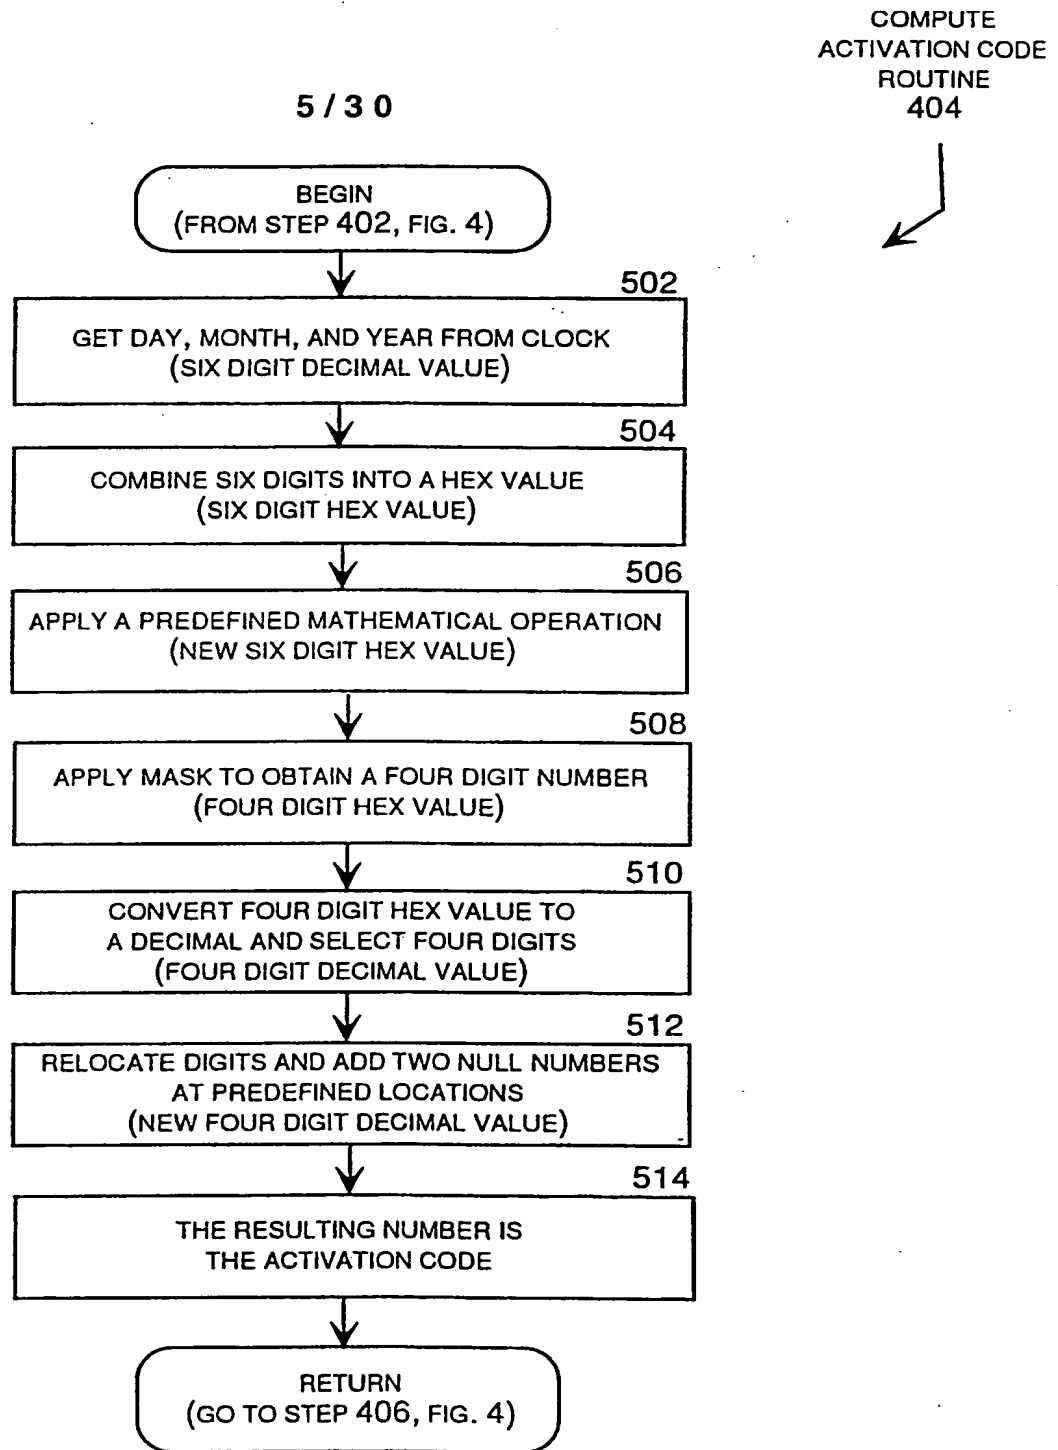 COMPUTE
ACTIVATION CODE
ROUTINE
404
5/30
BEGIN
(FROM STEP 402, FIG. 4)
502
GET DAY, MONTH, AND YEAR FROM CLOCK
(SIX DIGIT DECIMAL VALUE)
504
COMBINE SIX DIGITS INTO A HEX VALUE
(SIX DIGIT HEX VALUE)
506
APPLY A PREDEFINED MATHEMATICAL OPERATION
(NEW SIX DIGIT HEX VALUE)
508
APPLY MASK TO OBTAIN A FOUR DIGIT NUMBER
(FOUR DIGIT HEX VALUE)
510
CONVERT FOUR DIGIT HEX VALUE TO
A DECIMAL AND SELECT FOUR DIGITS
(FOUR DIGIT DECIMAL VALUE)
512
RELOCATE DIGITS AND ADD TWO NULL NUMBERS
AT PREDEFINED LOCATIONS
(NEW FOUR DIGIT DECIMAL VALUE)
514
THE RESULTING NUMBER IS
THE ACTIVATION CODE
RETURN
(GO TO STEP 406, FIG. 4)